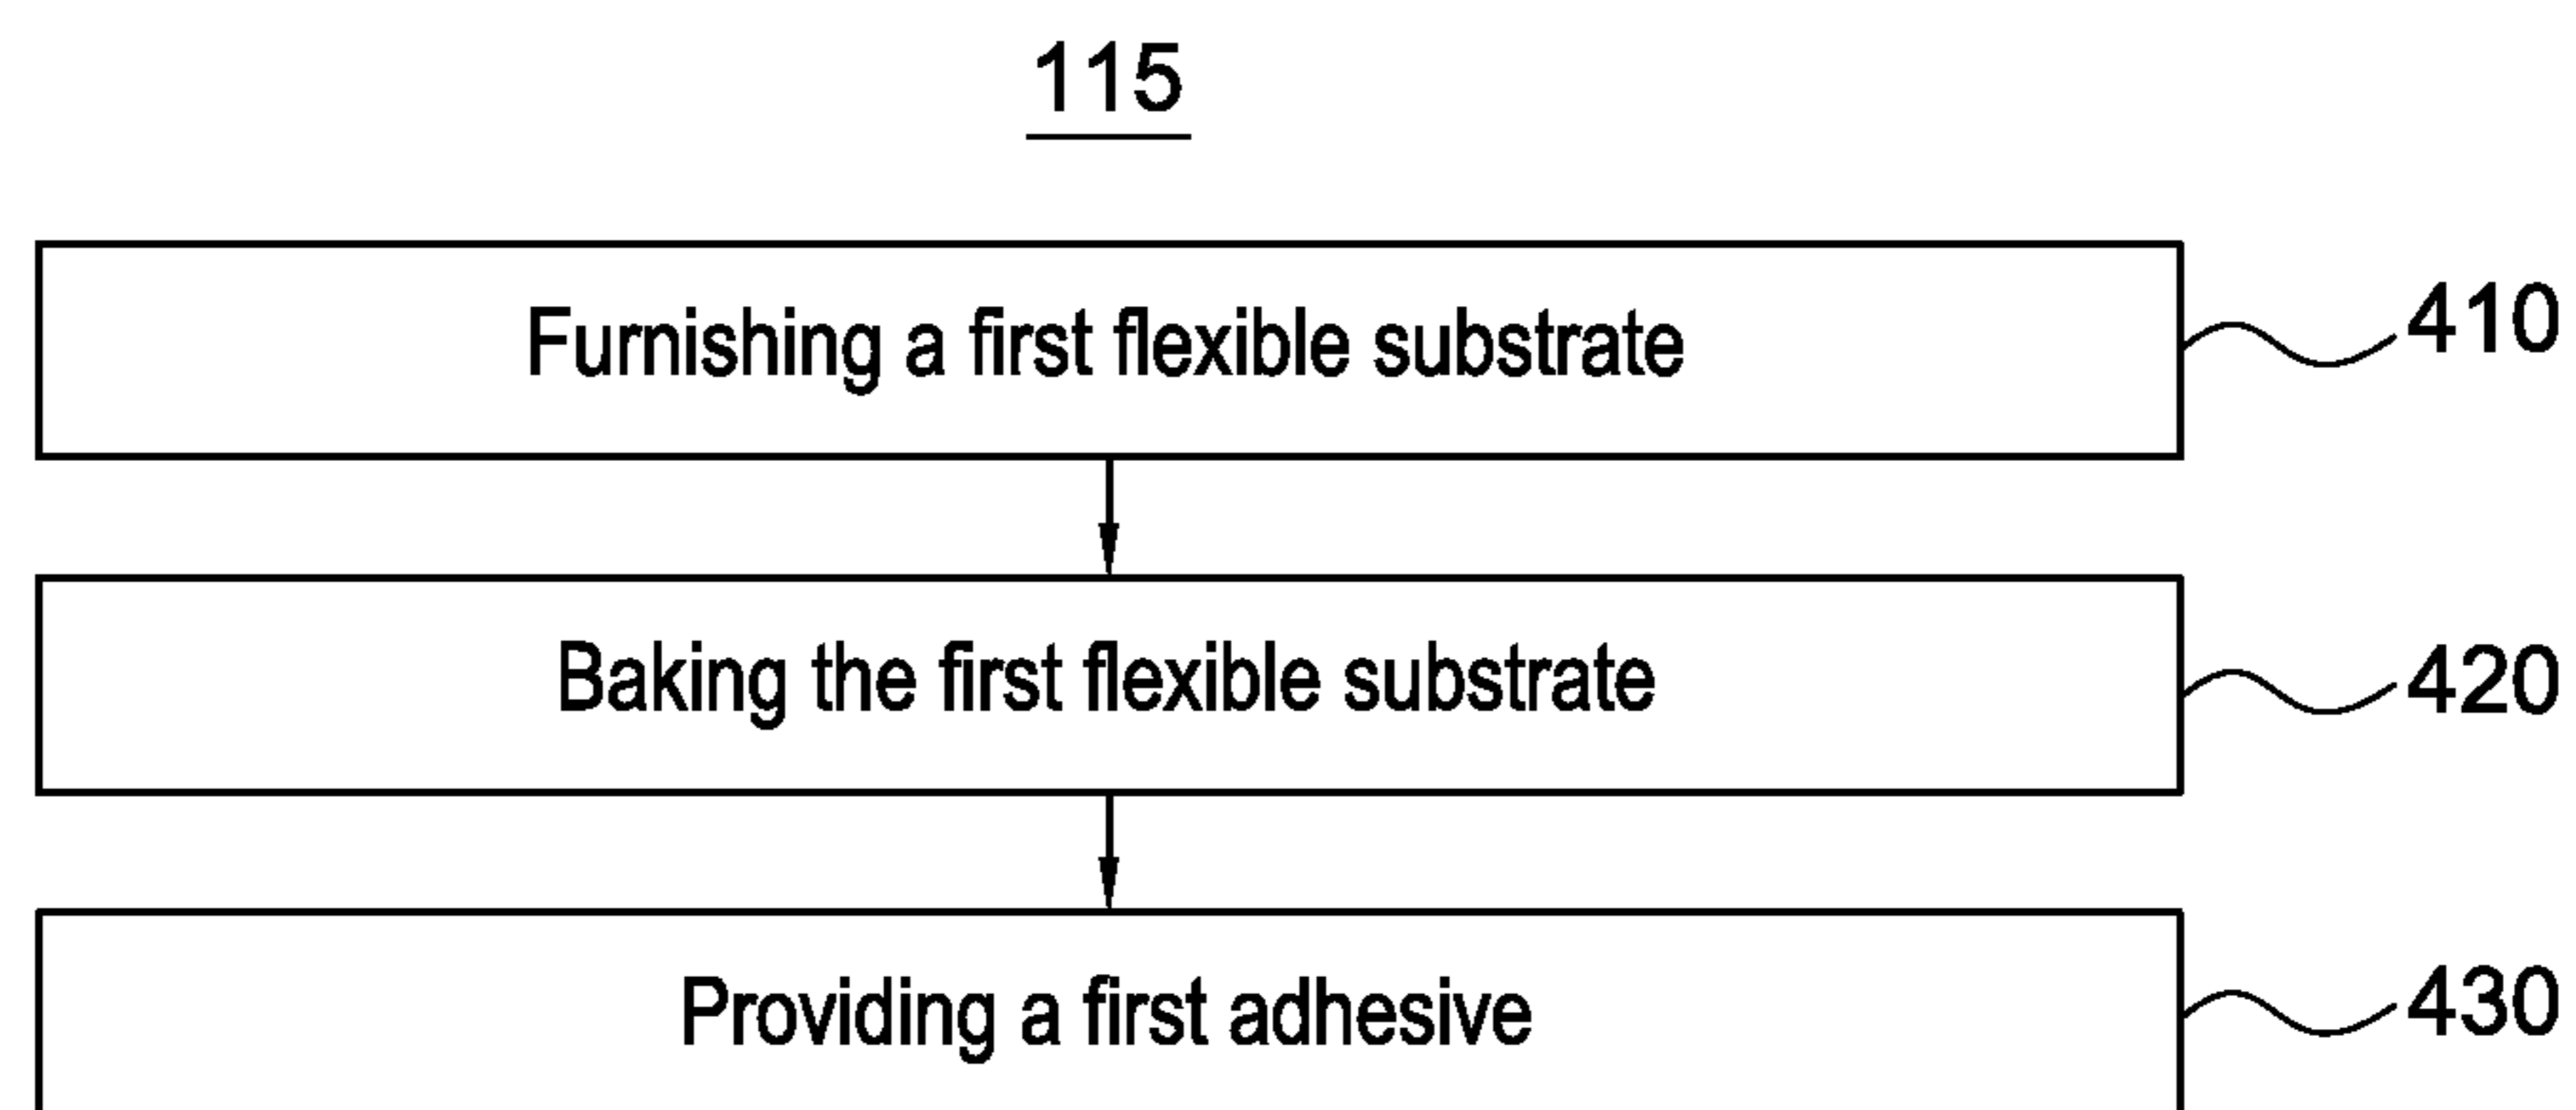 115
Furnishing a first flexible substrate
410
Baking the first flexible substrate
420
Providing a first adhesive
430